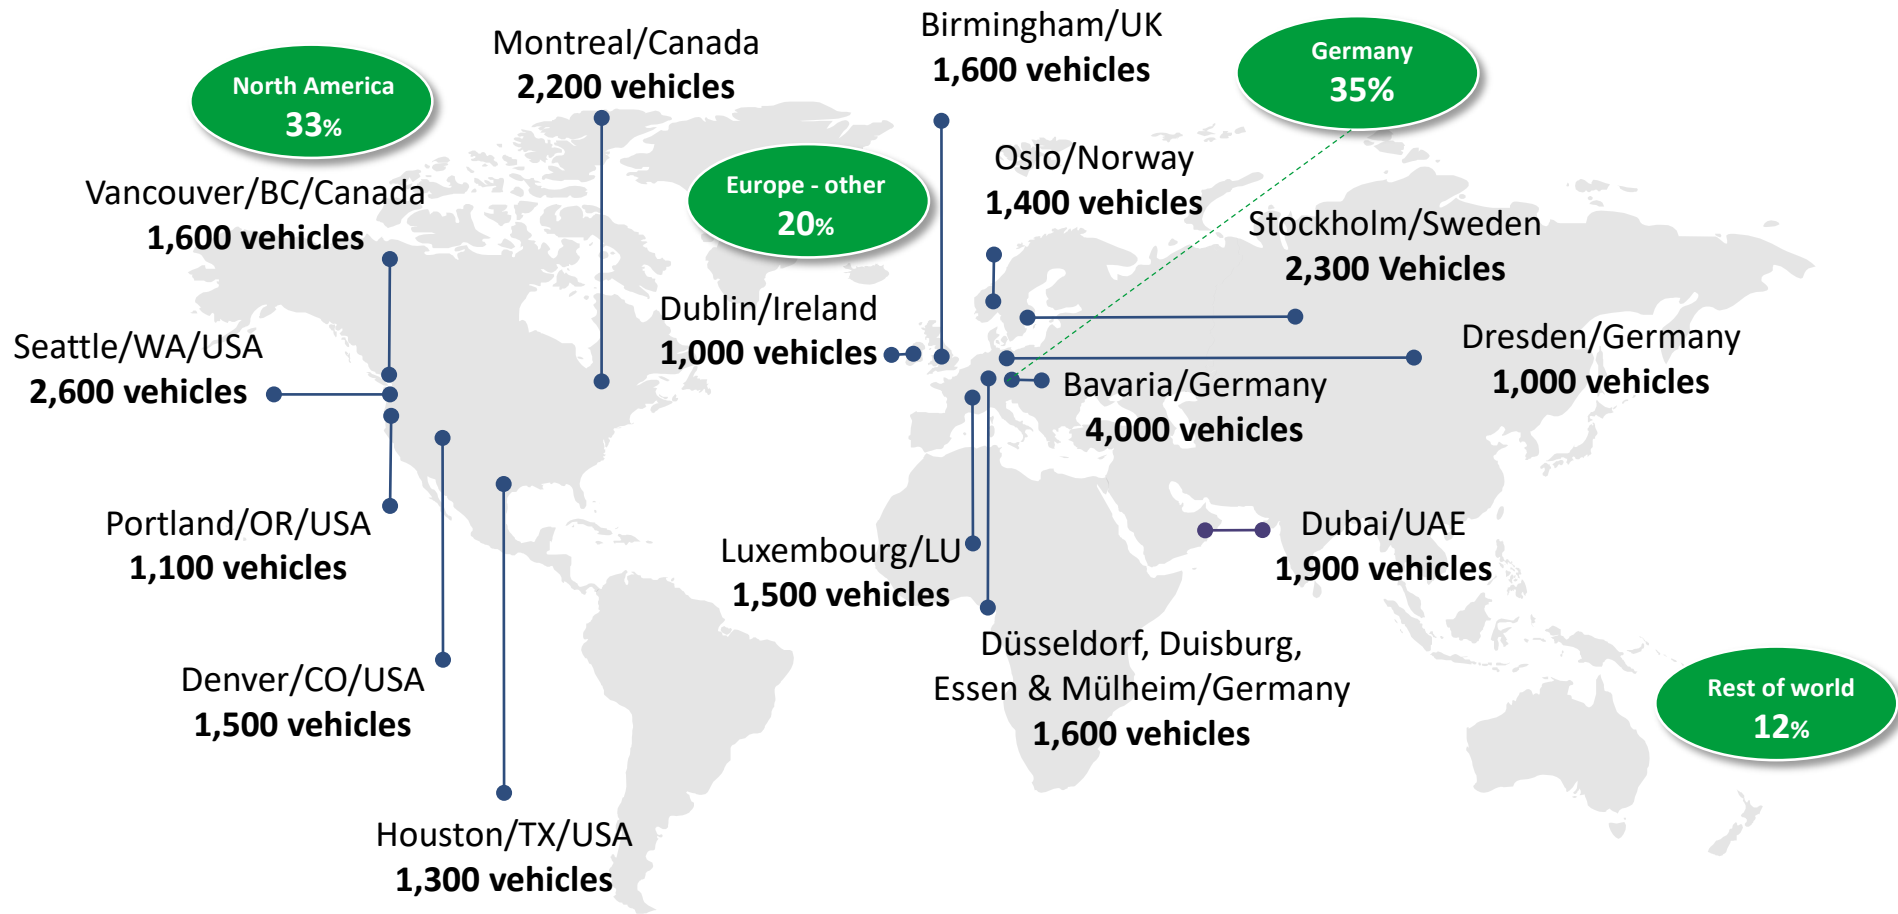 Montreal/Canada
2,200 vehicles
Birmingham/UK
1,600 vehicles
Germany
35%
North America
33%
Oslo/Norway
1,400 vehicles
Europe - other
20%
Vancouver/BC/Canada
1,600 vehicles
Stockholm/Sweden
2,300 Vehicles
Dublin/Ireland
1,000 vehicles
Seattle/WA/USA
2,600 vehicles
Dresden/Germany
1,000 vehicles
Bavaria/Germany
4,000 vehicles
Portland/OR/USA
1,100 vehicles
Luxembourg/LU
1,500 vehicles
Dubai/UAE
1,900 vehicles
Denver/CO/USA
1,500 vehicles
Düsseldorf, Duisburg,
Essen & Mülheim/Germany
1,600 vehicles
Rest of world
12%
Houston/TX/USA
1,300 vehicles